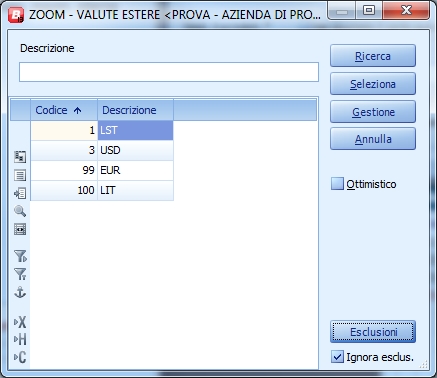 ZOOM - VALUTE ESTERE <PROVA - AZIENDA DI PRO...
Descrizione
Ricerca
Seleziona
Gestione
Annulla
Ottimistico
Codice Descrizione
1 LST
3 USD
99 EUR
100 LIT
X
H
C
Esclusioni
Ignora esclus.